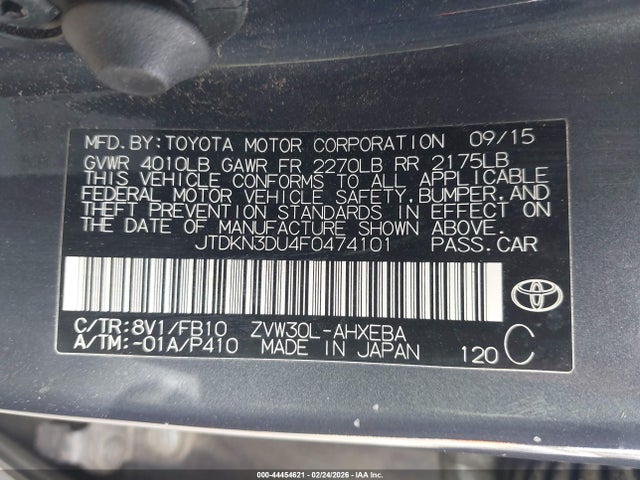 MFD.BY:TOYOTA MOTOR CORPORATION 09/15
GVWR 4010LB GAWR FR 2270LB RR 2175LB
THIS VEHICLE CONFORMS TO ALL APPLICABLE
FEDERAL MOTOR VEHICLE SAFETY,BUMPER,AND
THEFT PREVENTION STANDARDS IN EFFECT ON
THE DATE OF MANUFACTURE SHOWN ABOVE.
JTDKN3DU4F0474101 PASS.CAR
C/TR:8V1/FB10 ZVW30L-AHXEBA
A/TM:-01A/P410 MADE IN JAPAN 120 C
000-44454621 - 02/24/2026 - IAAI.CA